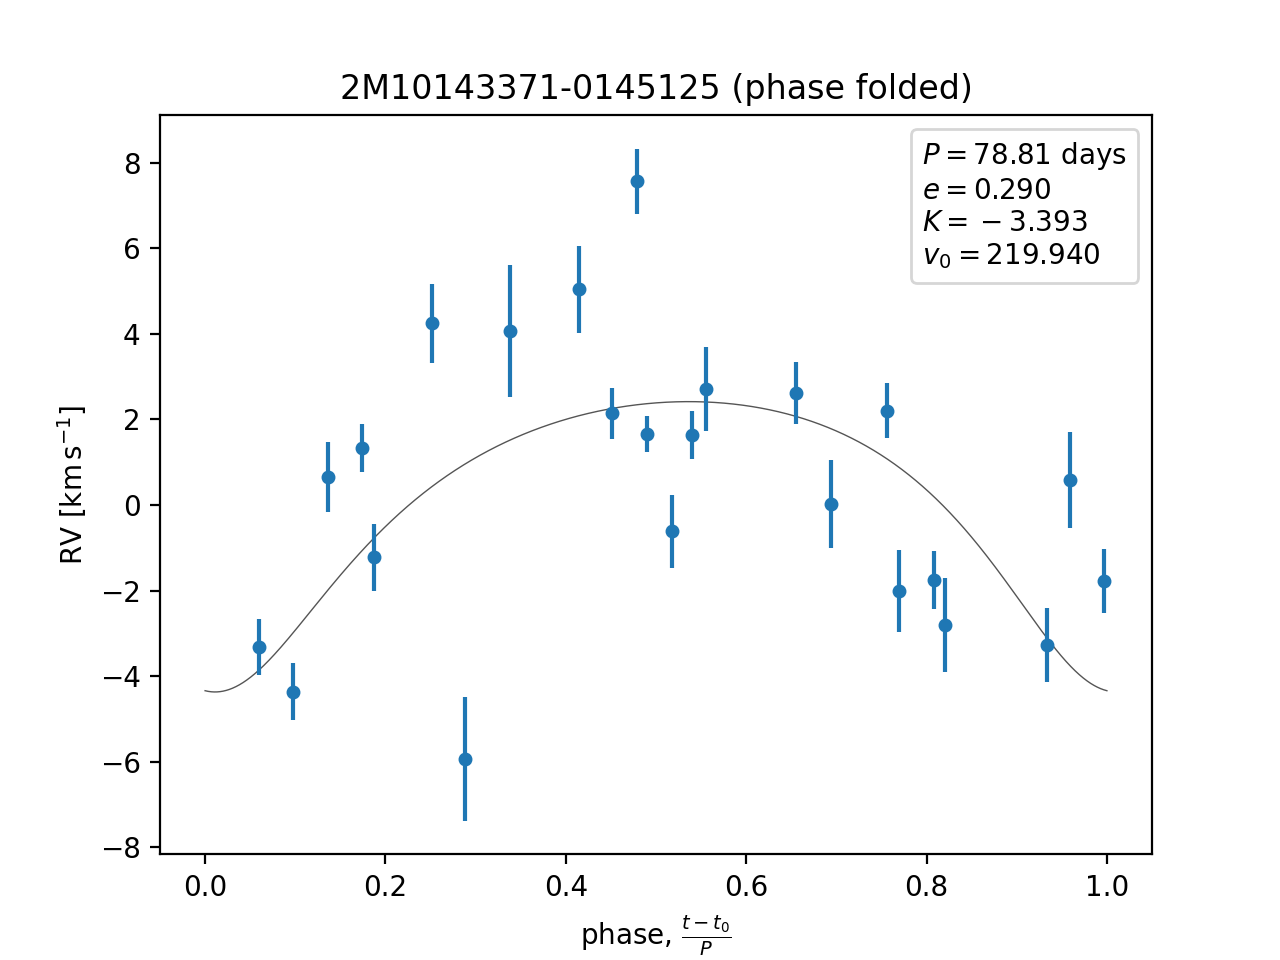 2M10143371-0145125 (phase folded)
P = 78.81 days
e = 0.290
K = −3.393
v₀ = 219.940
RV [km s⁻¹]
8
6
4
2
0
−2
−4
−6
−8
0.0 0.2 0.4 0.6 0.8 1.0
phase, (t − t₀)/P